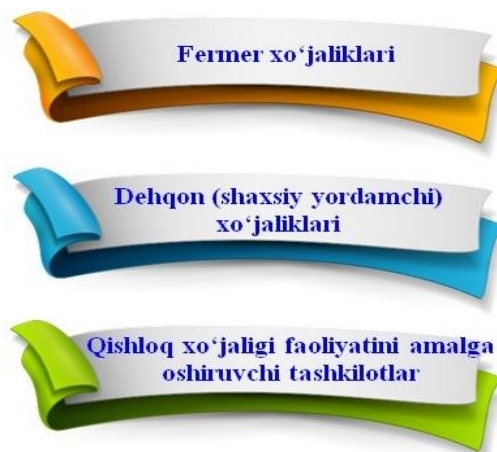 Fermer xo‘jaliklari
Dehqon (shaxsiy yordamchi)
xo‘jaliklari
Qishloq xo‘jaligi faoliyatini amalga
oshiruvchi tashkilotlar